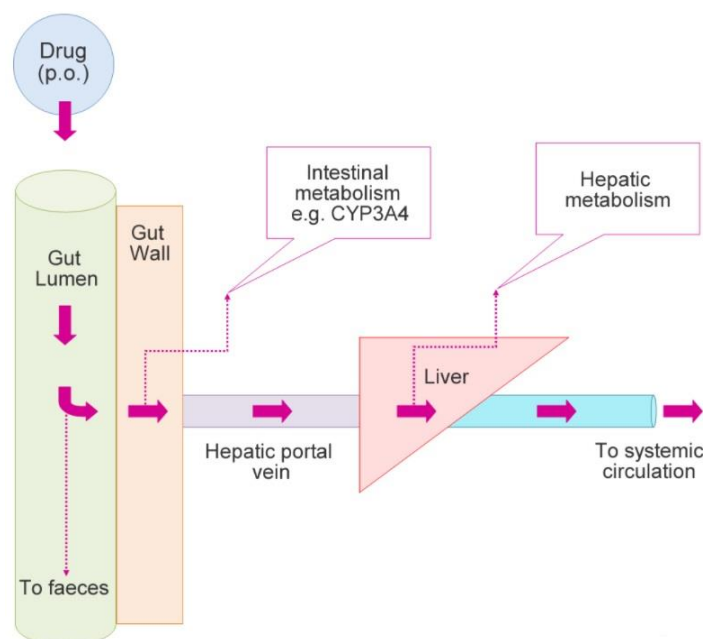 Drug
(p.o.)
Intestinal
metabolism
e.g. CYP3A4
Hepatic
metabolism
Gut
Wall
Gut
Lumen
Liver
Hepatic portal
vein
To systemic
circulation
To faeces